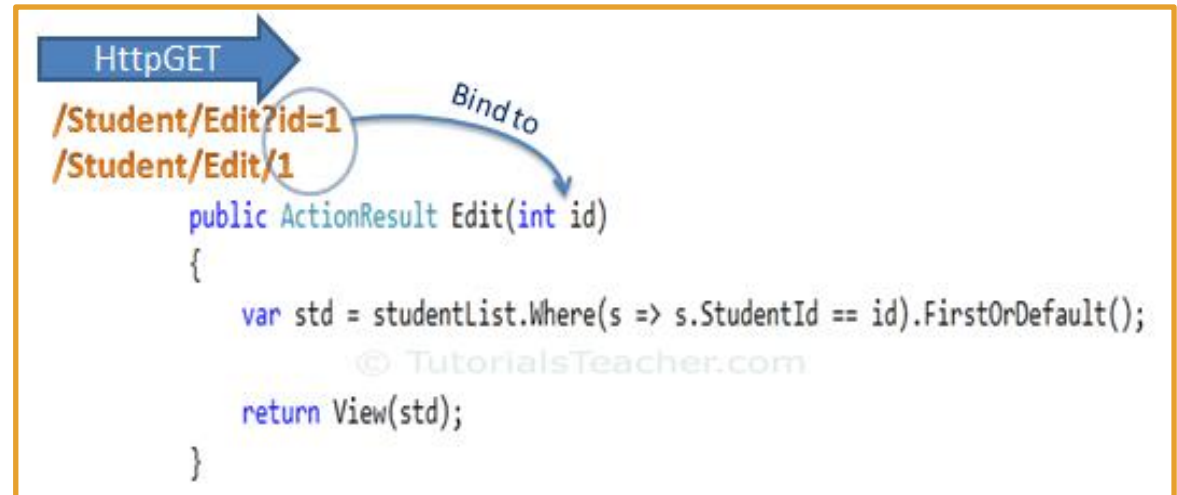 HttpGET
Bind to
/Student/Edit?id=1
/Student/Edit/1
public ActionResult Edit(int id)
{
var std = studentList.Where(s => s.StudentId == id).FirstOrDefault();
© TutorialsTeacher.com
return View(std);
}